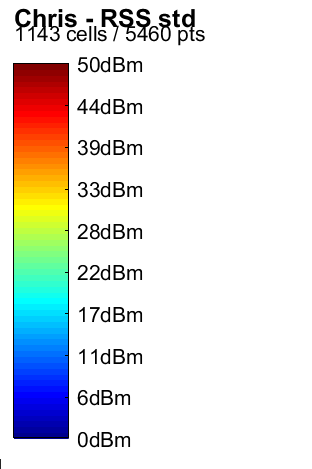 Chris - RSS std
1143 cells / 5460 pts
50dBm
44dBm
39dBm
33dBm
28dBm
22dBm
17dBm
11dBm
6dBm
0dBm